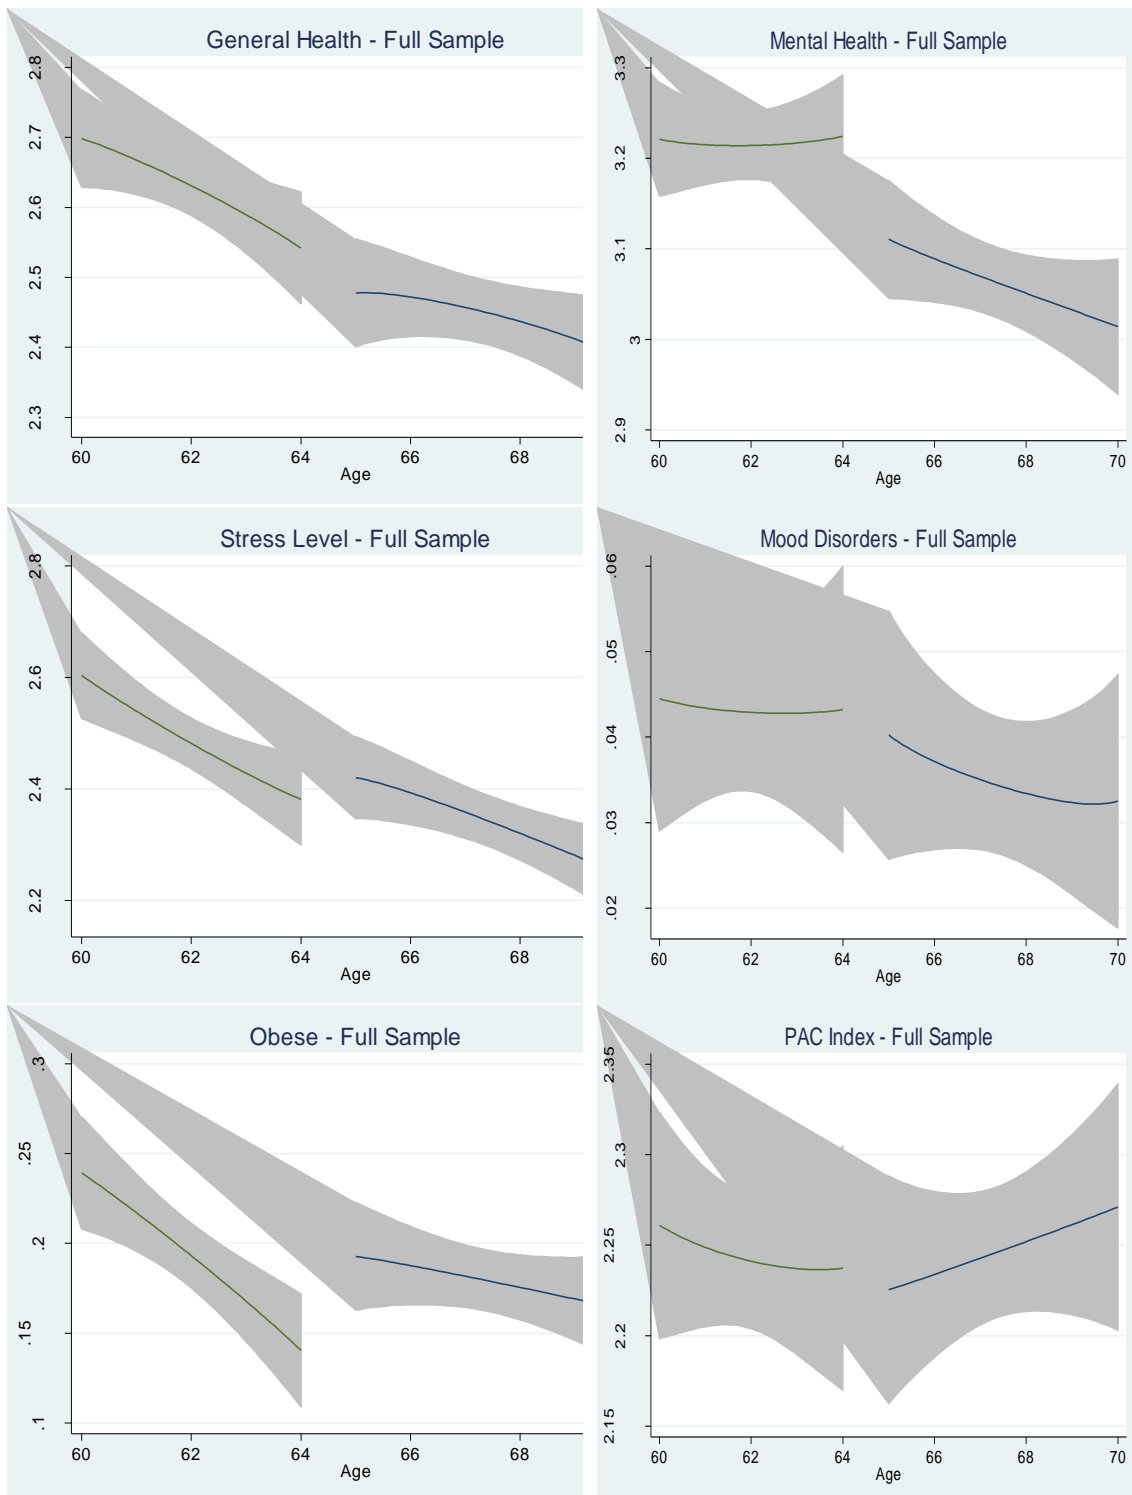 General Health - Full Sample
2.8
2.7
2.6
2.5
2.4
2.3
60 62 64 66 68
Age
Mental Health - Full Sample
3.3
3.2
3.1
3
2.9
60 62 64 66 68 70
Age
Stress Level - Full Sample
2.8
2.6
2.4
2.2
60 62 64 66 68
Age
Mood Disorders - Full Sample
.06
.05
.04
.03
.02
60 62 64 66 68 70
Age
Obese - Full Sample
.3
.25
.2
.15
.1
60 62 64 66 68
Age
PAC Index - Full Sample
2.35
2.3
2.25
2.2
2.15
60 62 64 66 68 70
Age